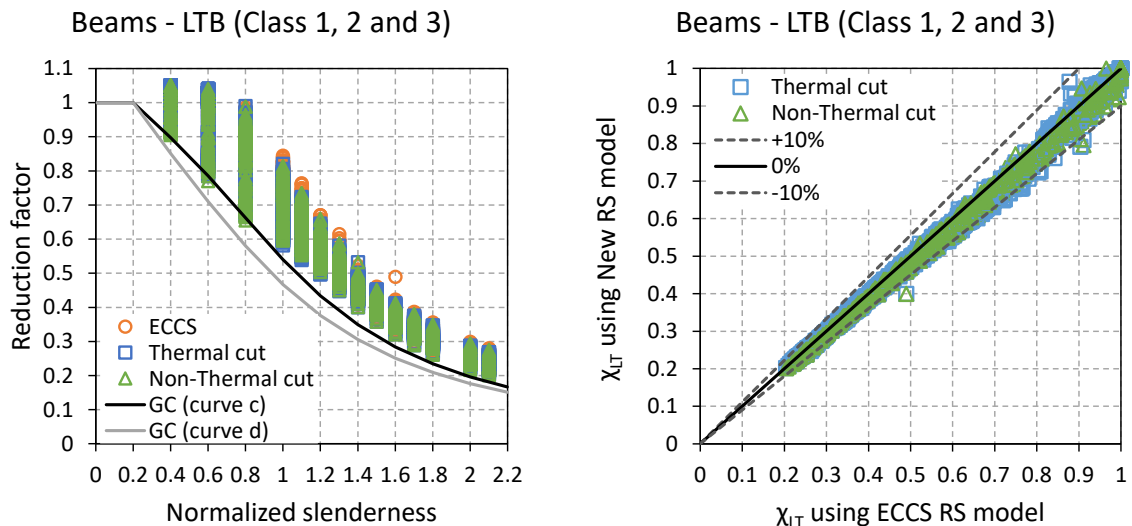 Beams - LTB (Class 1, 2 and 3)
Reduction factor
1.1
1
0.9
0.8
0.7
0.6
0.5
0.4
0.3
0.2
0.1
0
ECCS
Thermal cut
Non-Thermal cut
GC (curve c)
GC (curve d)
0 0.2 0.4 0.6 0.8 1 1.2 1.4 1.6 1.8 2 2.2
Normalized slenderness
Beams - LTB (Class 1, 2 and 3)
χLT using New RS model
1
0.9
0.8
0.7
0.6
0.5
0.4
0.3
0.2
0.1
0
Thermal cut
Non-Thermal cut
+10%
0%
-10%
0 0.1 0.2 0.3 0.4 0.5 0.6 0.7 0.8 0.9 1
χLT using ECCS RS model